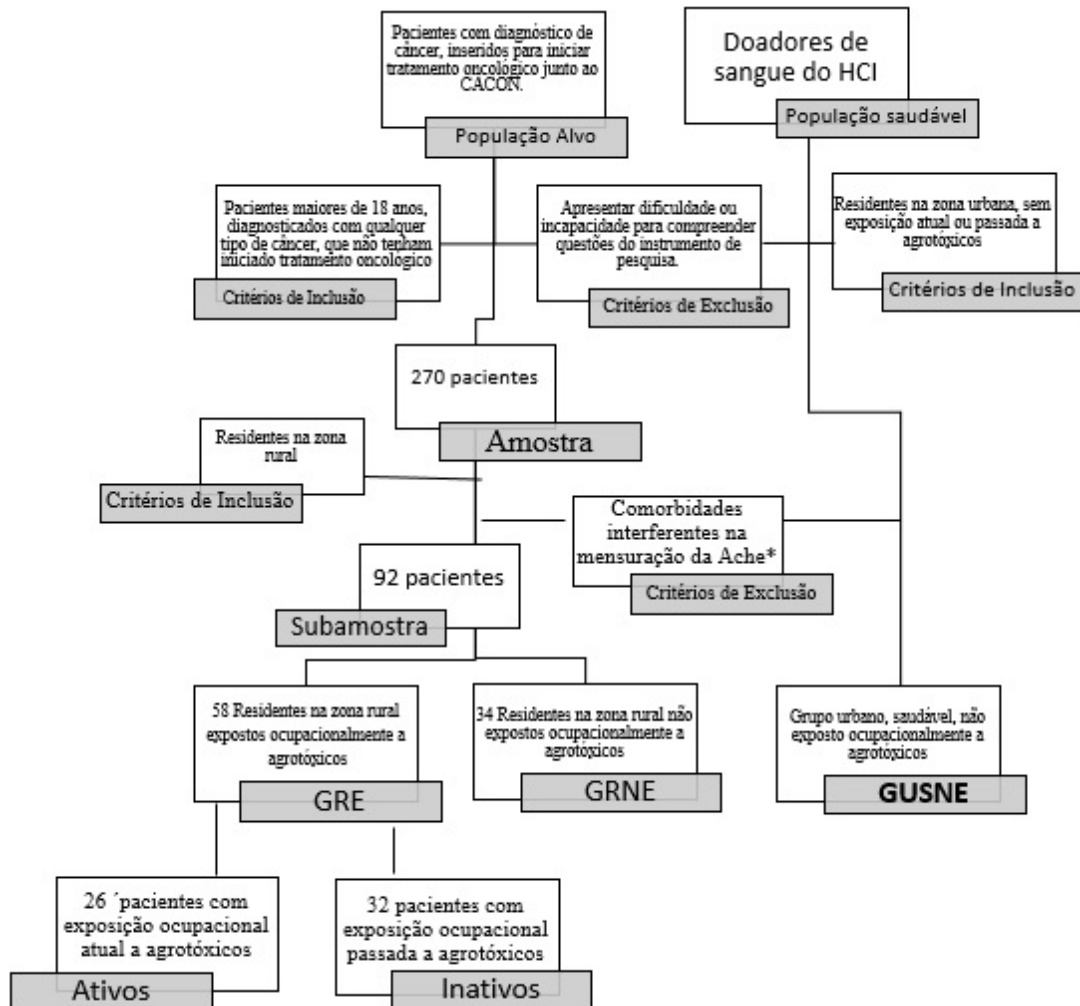 Pacientes com diagnóstico de
câncer, inseridos para iniciar
tratamento oncológico junto ao
CACON.
População Alvo
Doadores de
sangue do HCI
População saudável
Pacientes maiores de 18 anos,
diagnosticados com qualquer
tipo de câncer, que não tenham
iniciado tratamento oncológico
Critérios de Inclusão
Apresentar dificuldade ou
incapacidade para compreender
questões do instrumento de
pesquisa.
Critérios de Exclusão
Residentes na zona urbana, sem
exposição atual ou passada a
agrotóxicos
Critérios de Inclusão
270 pacientes
Amostra
Residentes na zona
rural
Critérios de Inclusão
Comorbidades
interferentes na
mensuração da Ache*
Critérios de Exclusão
92 pacientes
Subamostra
58 Residentes na zona rural
expostos ocupacionalmente a
agrotóxicos
GRE
34 Residentes na zona rural não
expostos ocupacionalmente a
agrotóxicos
GRNE
Grupo urbano, saudável, não
exposto ocupacionalmente a
agrotóxicos
GUSNE
26 ´pacientes com
exposição ocupacional
atual a agrotóxicos
Ativos
32 pacientes com
exposição ocupacional
passada a agrotóxicos
Inativos